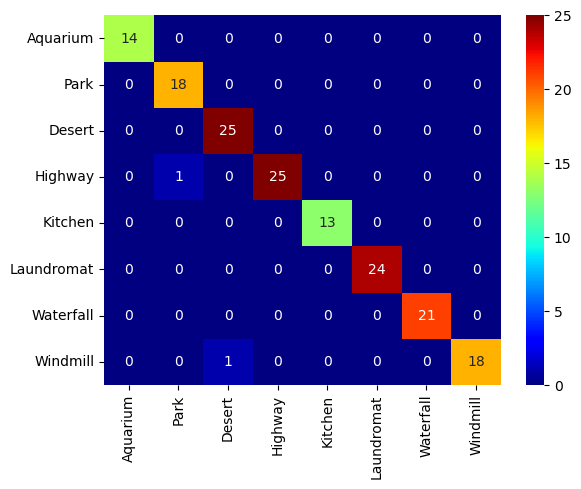 Aquarium 14 0 0 0 0 0 0 0
Park 0 18 0 0 0 0 0 0
Desert 0 0 25 0 0 0 0 0
Highway 0 1 0 25 0 0 0 0
Kitchen 0 0 0 0 13 0 0 0
Laundromat 0 0 0 0 0 24 0 0
Waterfall 0 0 0 0 0 0 21 0
Windmill 0 0 1 0 0 0 0 18
Aquarium Park Desert Highway Kitchen Laundromat Waterfall Windmill
25
20
15
10
5
0